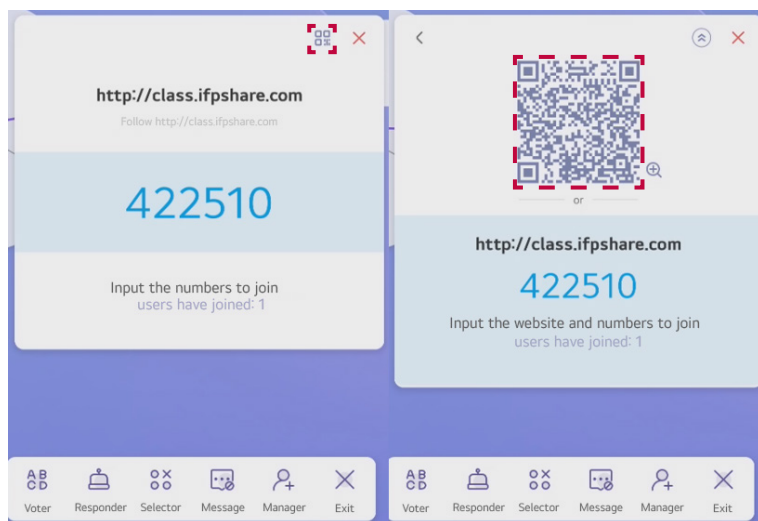 http://class.ifpshare.com
Follow http://class.ifpshare.com
422510
Input the numbers to join
users have joined: 1
Voter Responder Selector Message Manager Exit
or
http://class.ifpshare.com
422510
Input the website and numbers to join
users have joined: 1
Voter Responder Selector Message Manager Exit